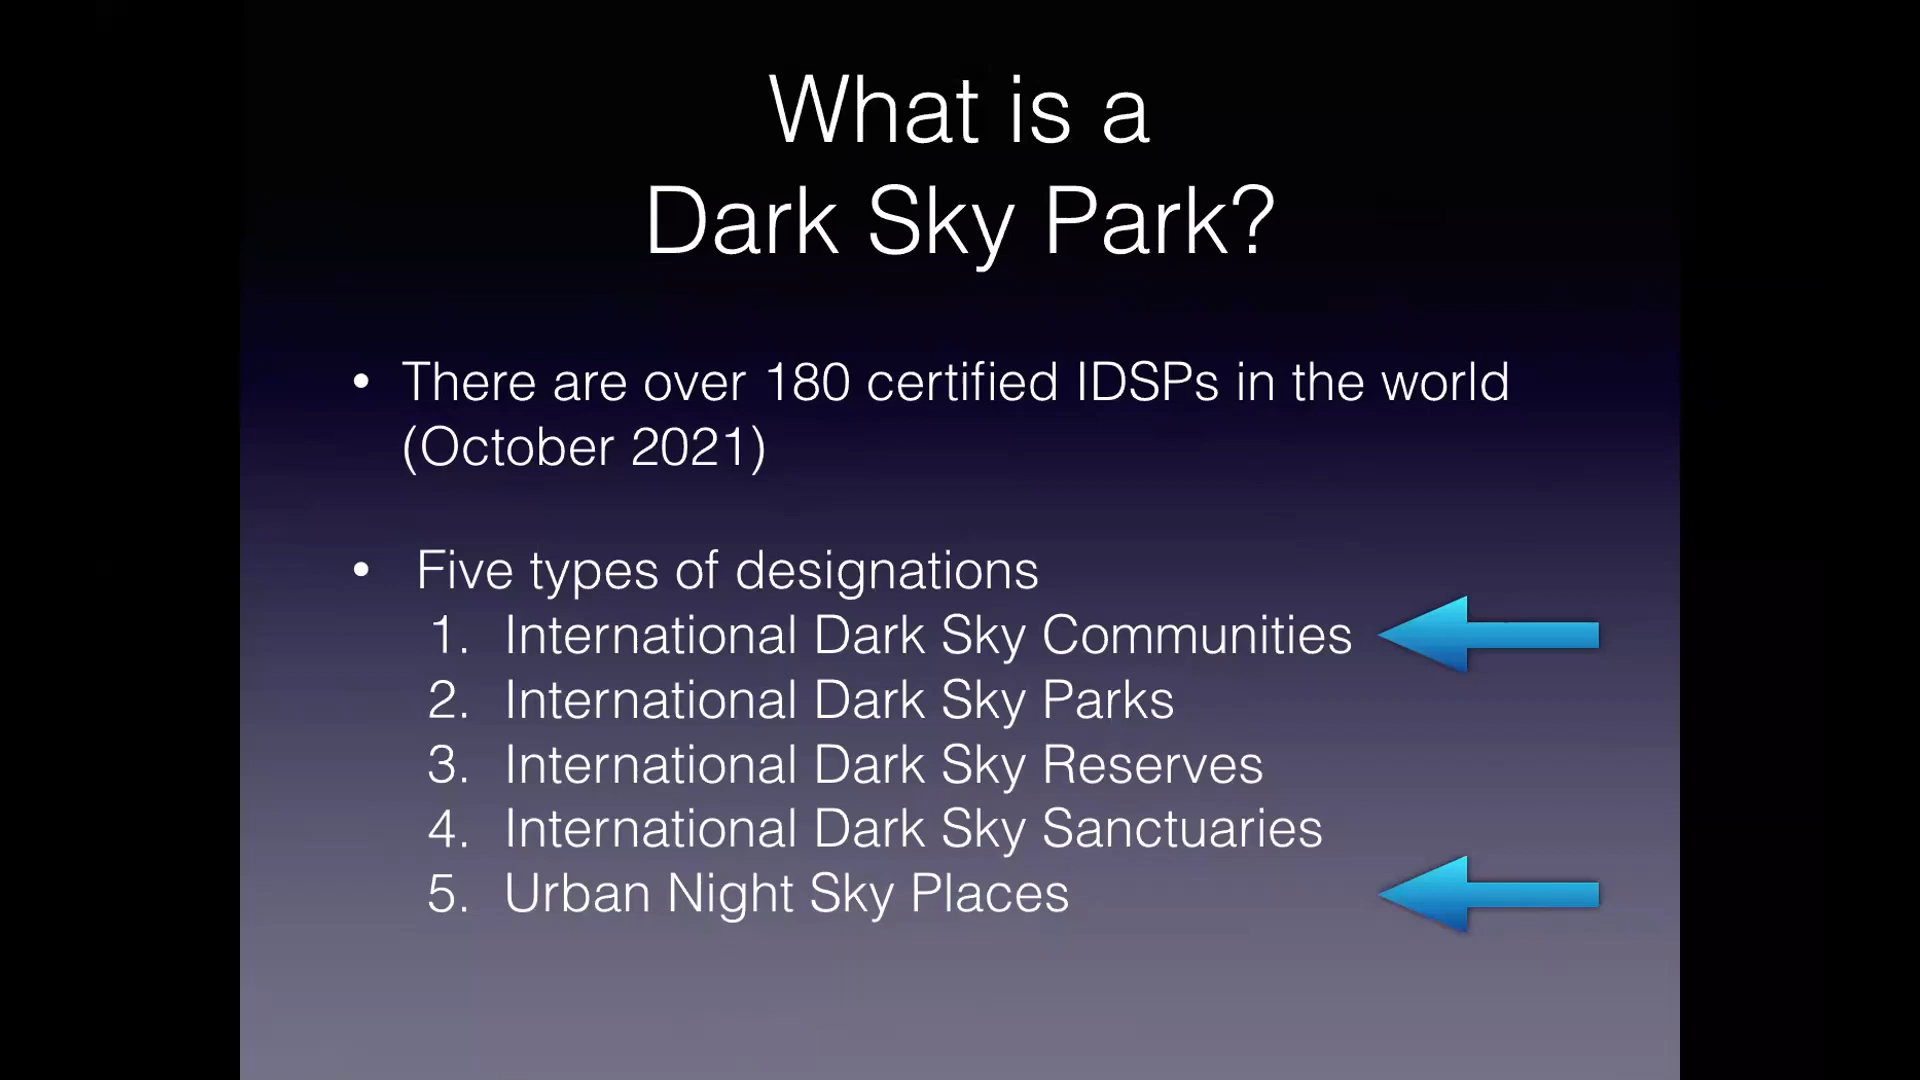 What is a
Dark Sky Park?
• There are over 180 certified IDSPs in the world
(October 2021)
• Five types of designations
1. International Dark Sky Communities
2. International Dark Sky Parks
3. International Dark Sky Reserves
4. International Dark Sky Sanctuaries
5. Urban Night Sky Places